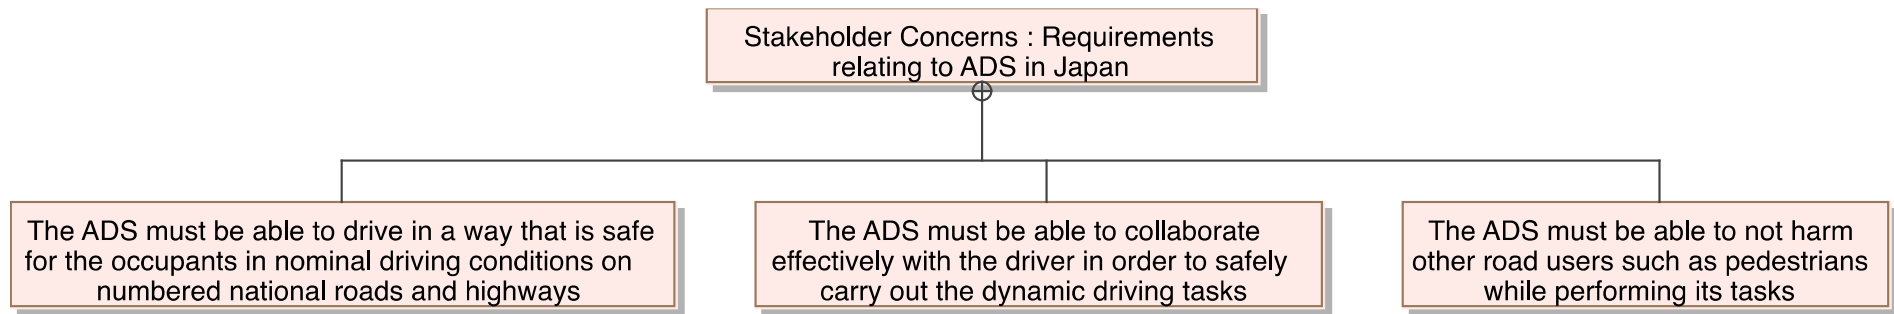 Stakeholder Concerns : Requirements
relating to ADS in Japan
The ADS must be able to drive in a way that is safe
for the occupants in nominal driving conditions on
numbered national roads and highways
The ADS must be able to collaborate
effectively with the driver in order to safely
carry out the dynamic driving tasks
The ADS must be able to not harm
other road users such as pedestrians
while performing its tasks